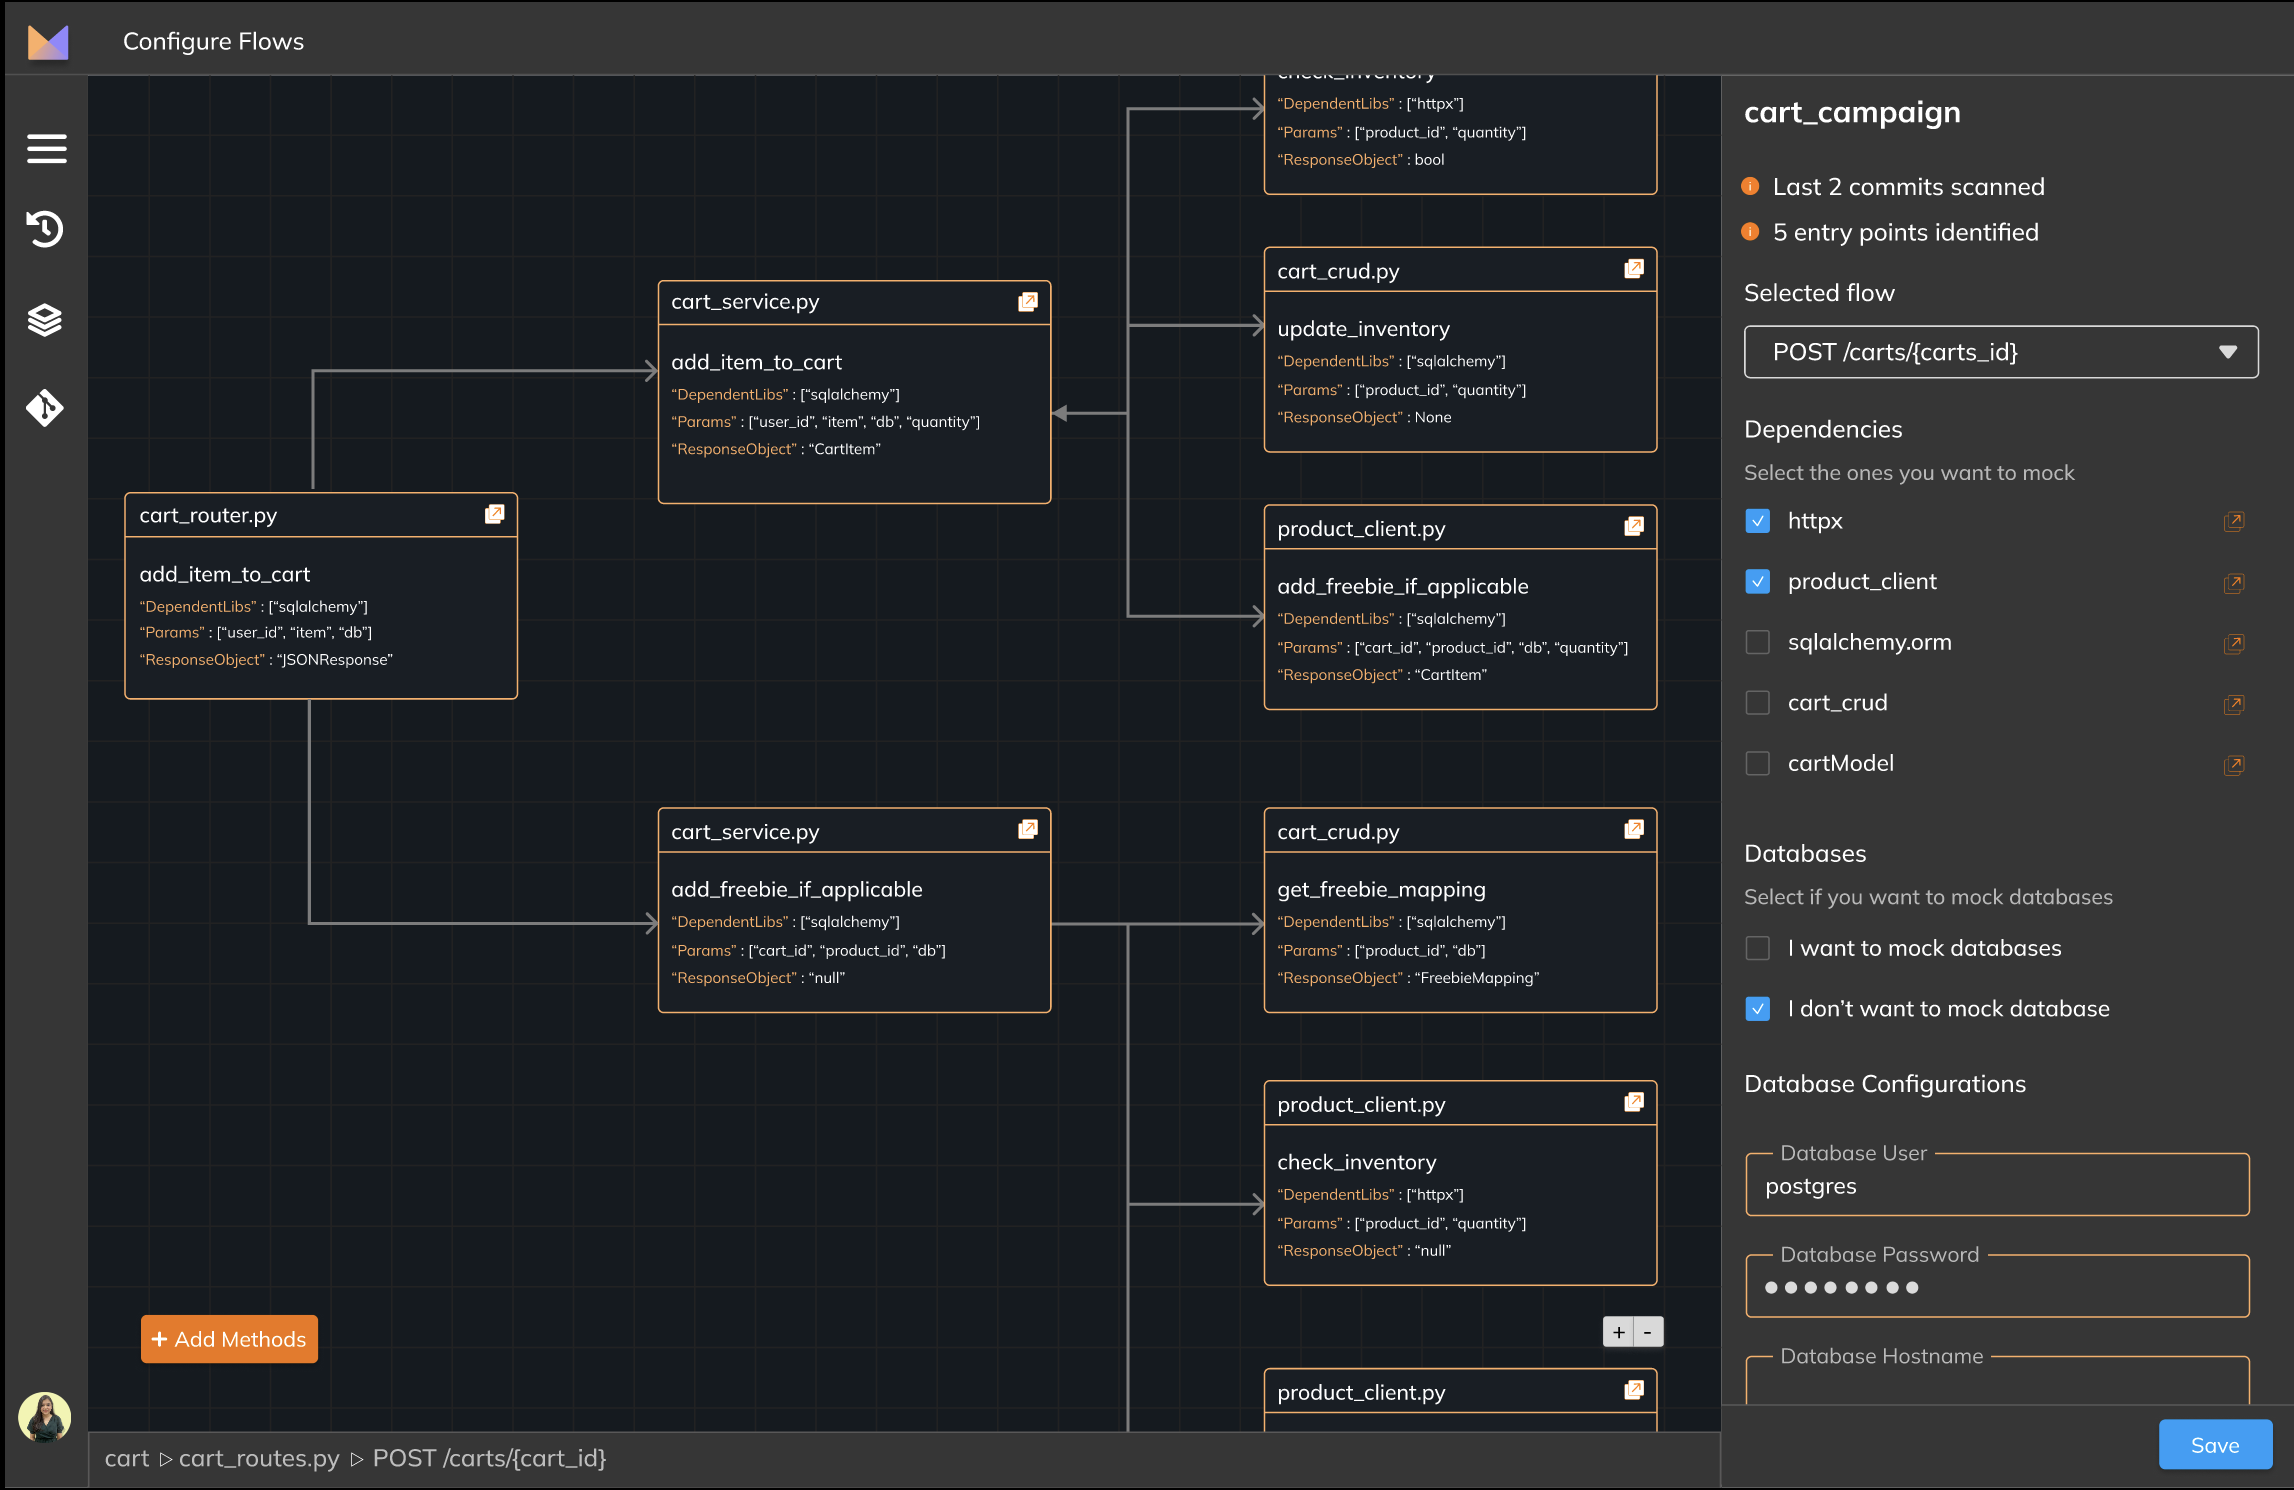 Configure Flows
check_inventory
“DependentLibs” : [“httpx”]
“Params” : [“product_id”, “quantity”]
“ResponseObject” : bool
cart_crud.py
update_inventory
“DependentLibs” : [“sqlalchemy”]
“Params” : [“product_id”, “quantity”]
“ResponseObject” : None
cart_service.py
add_item_to_cart
“DependentLibs” : [“sqlalchemy”]
“Params” : [“user_id”, “item”, “db”, “quantity”]
“ResponseObject” : “CartItem”
cart_router.py
add_item_to_cart
“DependentLibs” : [“sqlalchemy”]
“Params” : [“user_id”, “item”, “db”]
“ResponseObject” : “JSONResponse”
product_client.py
add_freebie_if_applicable
“DependentLibs” : [“sqlalchemy”]
“Params” : [“cart_id”, “product_id”, “db”, “quantity”]
“ResponseObject” : “CartItem”
cart_service.py
add_freebie_if_applicable
“DependentLibs” : [“sqlalchemy”]
“Params” : [“cart_id”, “product_id”, “db”]
“ResponseObject” : “null”
cart_crud.py
get_freebie_mapping
“DependentLibs” : [“sqlalchemy”]
“Params” : [“product_id”, “db”]
“ResponseObject” : “FreebieMapping”
product_client.py
check_inventory
“DependentLibs” : [“httpx”]
“Params” : [“product_id”, “quantity”]
“ResponseObject” : “null”
+ Add Methods
+ -
product_client.py
cart ▷ cart_routes.py ▷ POST /carts/{cart_id}
cart_campaign
Last 2 commits scanned
5 entry points identified
Selected flow
POST /carts/{carts_id}
Dependencies
Select the ones you want to mock
httpx
product_client
sqlalchemy.orm
cart_crud
cartModel
Databases
Select if you want to mock databases
I want to mock databases
I don’t want to mock database
Database Configurations
Database User
postgres
Database Password
Database Hostname
Save